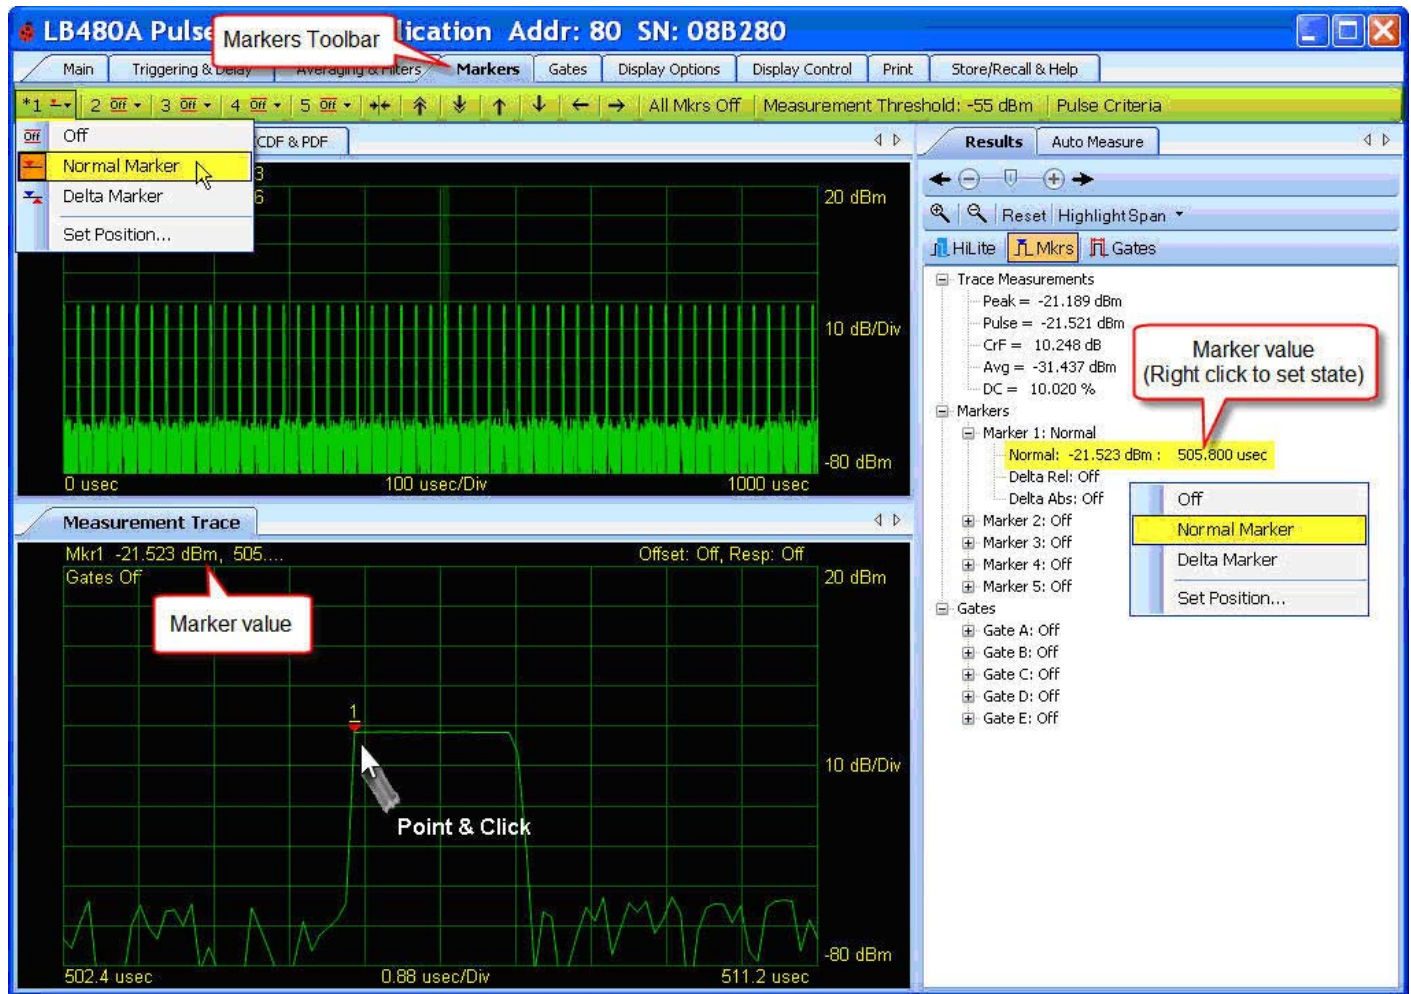 LB480A Pulse ication Addr: 80 SN: 08B280
Markers Toolbar
Main Triggering & Delay Averaging & Filters Markers Gates Display Options Display Control Print Store/Recall & Help
*1 2 Off 3 Off 4 Off 5 Off All Mkrs Off Measurement Threshold: -55 dBm Pulse Criteria
Off Off
Normal Marker
Delta Marker
Set Position...
CDF & PDF
3
6
20 dBm
10 dB/Div
-80 dBm
0 usec 100 usec/Div 1000 usec
Measurement Trace
Mkr1 -21.523 dBm, 505.... Offset: Off, Resp: Off
Gates Off
20 dBm
Marker value
1
Point & Click
10 dB/Div
-80 dBm
502.4 usec 0.88 usec/Div 511.2 usec
Results Auto Measure
Reset Highlight Span
HiLite Mkrs Gates
Trace Measurements
Peak = -21.189 dBm
Pulse = -21.521 dBm
CrF = 10.248 dB
Avg = -31.437 dBm
DC = 10.020 %
Marker value
(Right click to set state)
Markers
Marker 1: Normal
Normal: -21.523 dBm : 505.800 usec
Delta Rel: Off
Delta Abs: Off
Marker 2: Off
Marker 3: Off
Marker 4: Off
Marker 5: Off
Off
Normal Marker
Delta Marker
Set Position...
Gates
Gate A: Off
Gate B: Off
Gate C: Off
Gate D: Off
Gate E: Off